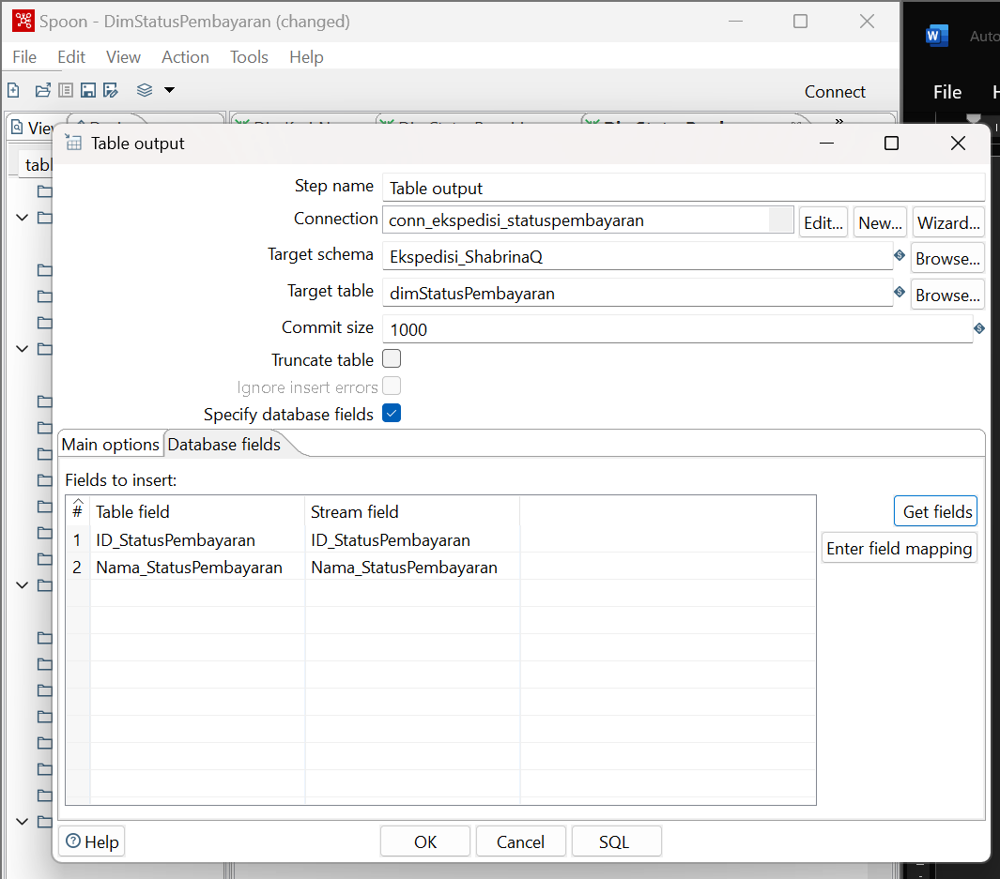 Spoon - DimStatusPembayaran (changed)
File Edit View Action Tools Help
Connect
Auto
File
View
tabl
Table output
Step name Table output
Connection conn_ekspedisi_statuspembayaran Edit... New... Wizard...
Target schema Ekspedisi_ShabrinaQ Browse...
Target table dimStatusPembayaran Browse...
Commit size 1000
Truncate table
Ignore insert errors
Specify database fields
Main options Database fields
Fields to insert:
# Table field Stream field
1 ID_StatusPembayaran ID_StatusPembayaran
2 Nama_StatusPembayaran Nama_StatusPembayaran
Get fields
Enter field mapping
Help OK Cancel SQL